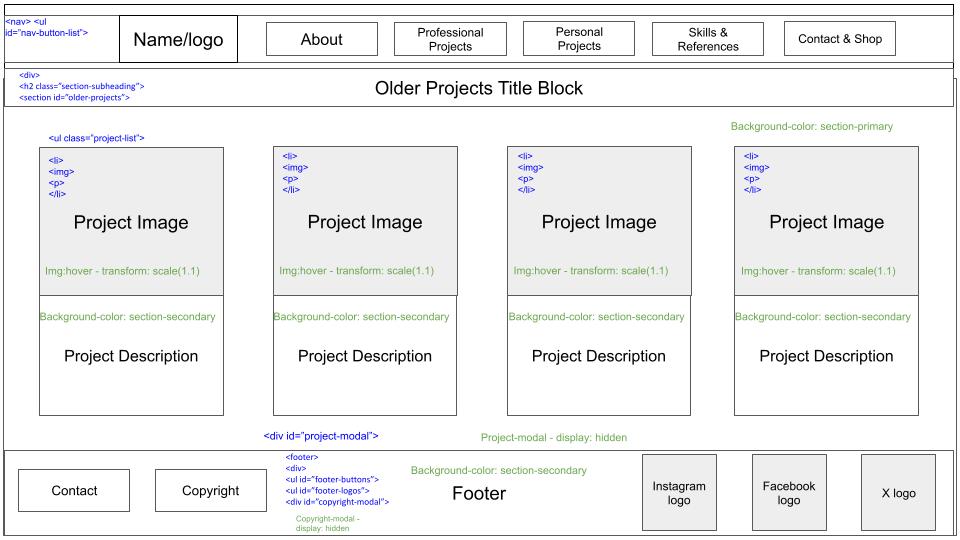 <nav> <ul
id="nav-button-list">
Name/logo
About
Professional
Projects
Personal
Projects
Skills &
References
Contact & Shop
<div>
<h2 class="section-subheading">
<section id="older-projects">
Older Projects Title Block
Background-color: section-primary
<ul class="project-list">
<li>
<img>
<p>
</li>
Project Image
Img:hover - transform: scale(1.1)
Background-color: section-secondary
Project Description
<li>
<img>
<p>
</li>
Project Image
Img:hover - transform: scale(1.1)
Background-color: section-secondary
Project Description
<li>
<img>
<p>
</li>
Project Image
Img:hover - transform: scale(1.1)
Background-color: section-secondary
Project Description
<li>
<img>
<p>
</li>
Project Image
Img:hover - transform: scale(1.1)
Background-color: section-secondary
Project Description
<div id="project-modal">
Project-modal - display: hidden
Contact
Copyright
<footer>
<div>
<ul id="footer-buttons">
<ul id="footer-logos">
<div id="copyright-modal">
Copyright-modal -
display: hidden
Background-color: section-secondary
Footer
Instagram
logo
Facebook
logo
X logo